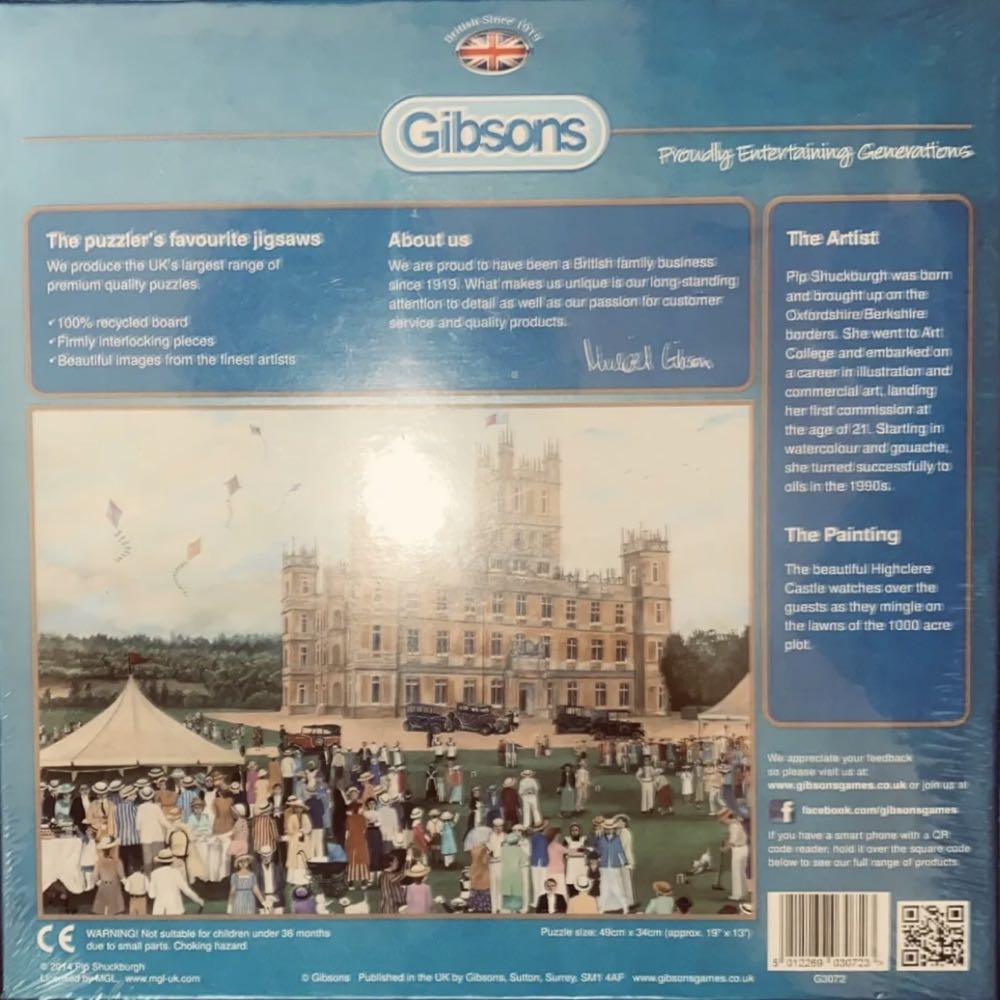 British Since 1919
Gibsons
Proudly Entertaining Generations
The puzzler's favourite jigsaws
We produce the UK's largest range of
premium quality puzzles.
✓ 100% recycled board
✓ Firmly interlocking pieces
✓ Beautiful images from the finest artists
About us
We are proud to have been a British family business
since 1919. What makes us unique is our long-standing
attention to detail as well as our passion for customer
service and quality products.
Gibson
The Artist
Pip Shuckburgh was born
and brought up on the
Oxfordshire/Berkshire
borders. She went to Art
College and embarked on
a career in illustration and
commercial art, landing
her first commission at
the age of 21. Starting in
watercolour and gouache,
she turned successfully to
oils in the 1990s.
The Painting
The beautiful Highclere
Castle watches over the
guests as they mingle on
the lawns of the 1000 acre
plot.
We appreciate your feedback
so please visit us at:
www.gibsonsgames.co.uk or join us at
f facebook.com/gibsonsgames
If you have a smart phone with a QR
code reader, hold it over the square code
below to see our full range of products.
CE WARNING! Not suitable for children under 36 months
due to small parts. Choking hazard.
Puzzle size: 49cm x 34cm (approx. 19" x 13")
© 2014 Pip Shuckburgh
Licensed by MGL. www.mgl-uk.com
© Gibsons Published in the UK by Gibsons, Sutton, Surrey, SM1 4AF www.gibsonsgames.co.uk
5 012269 030723 >
G3072